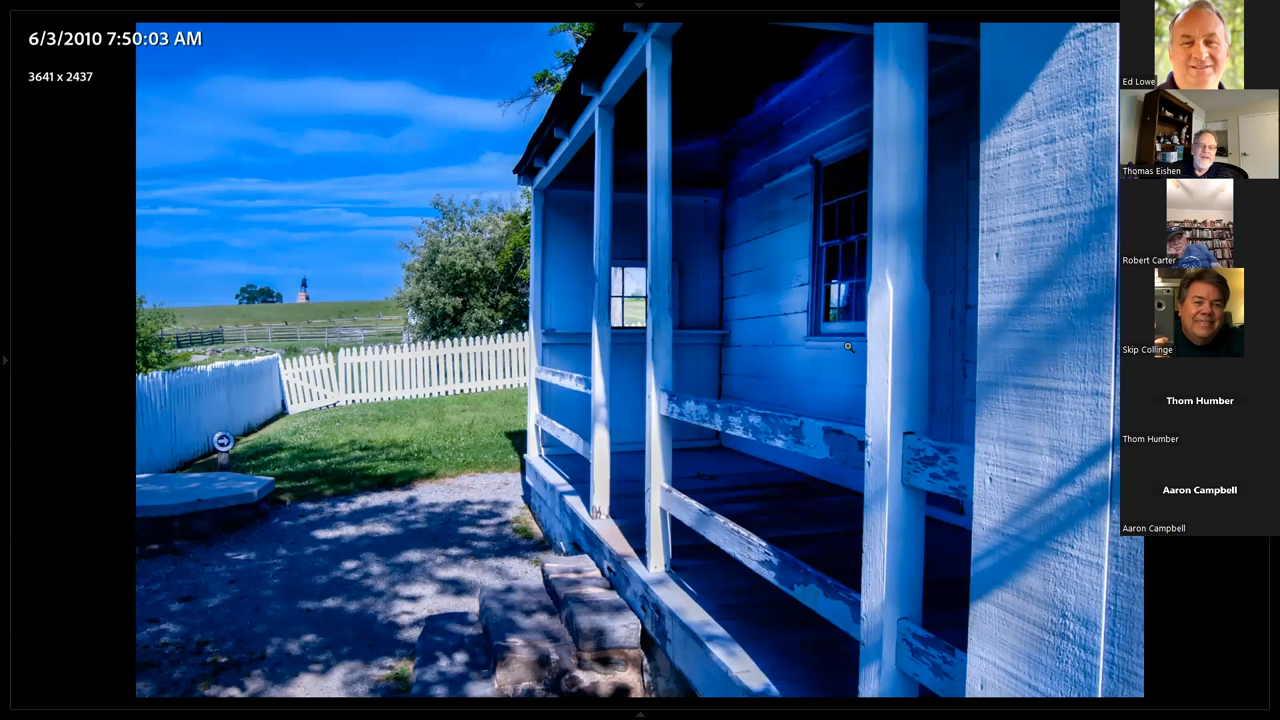 6/3/2010 7:50:03 AM
3641 x 2437
Ed Lowe
Thomas Eishen
Robert Carter
Skip Collinge
Thom Humber
Thom Humber
Aaron Campbell
Aaron Campbell